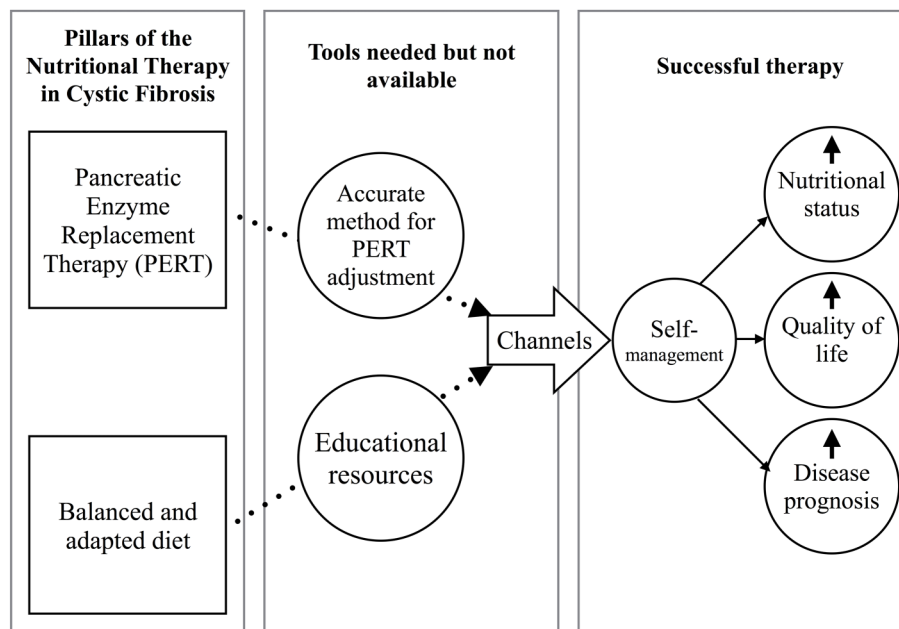 Pillars of the
Nutritional Therapy
in Cystic Fibrosis
Pancreatic
Enzyme
Replacement
Therapy (PERT)
Balanced and
adapted diet
Tools needed but not
available
Accurate
method for
PERT
adjustment
Educational
resources
Channels
Successful therapy
Self-
management
Nutritional
status
Quality of
life
Disease
prognosis